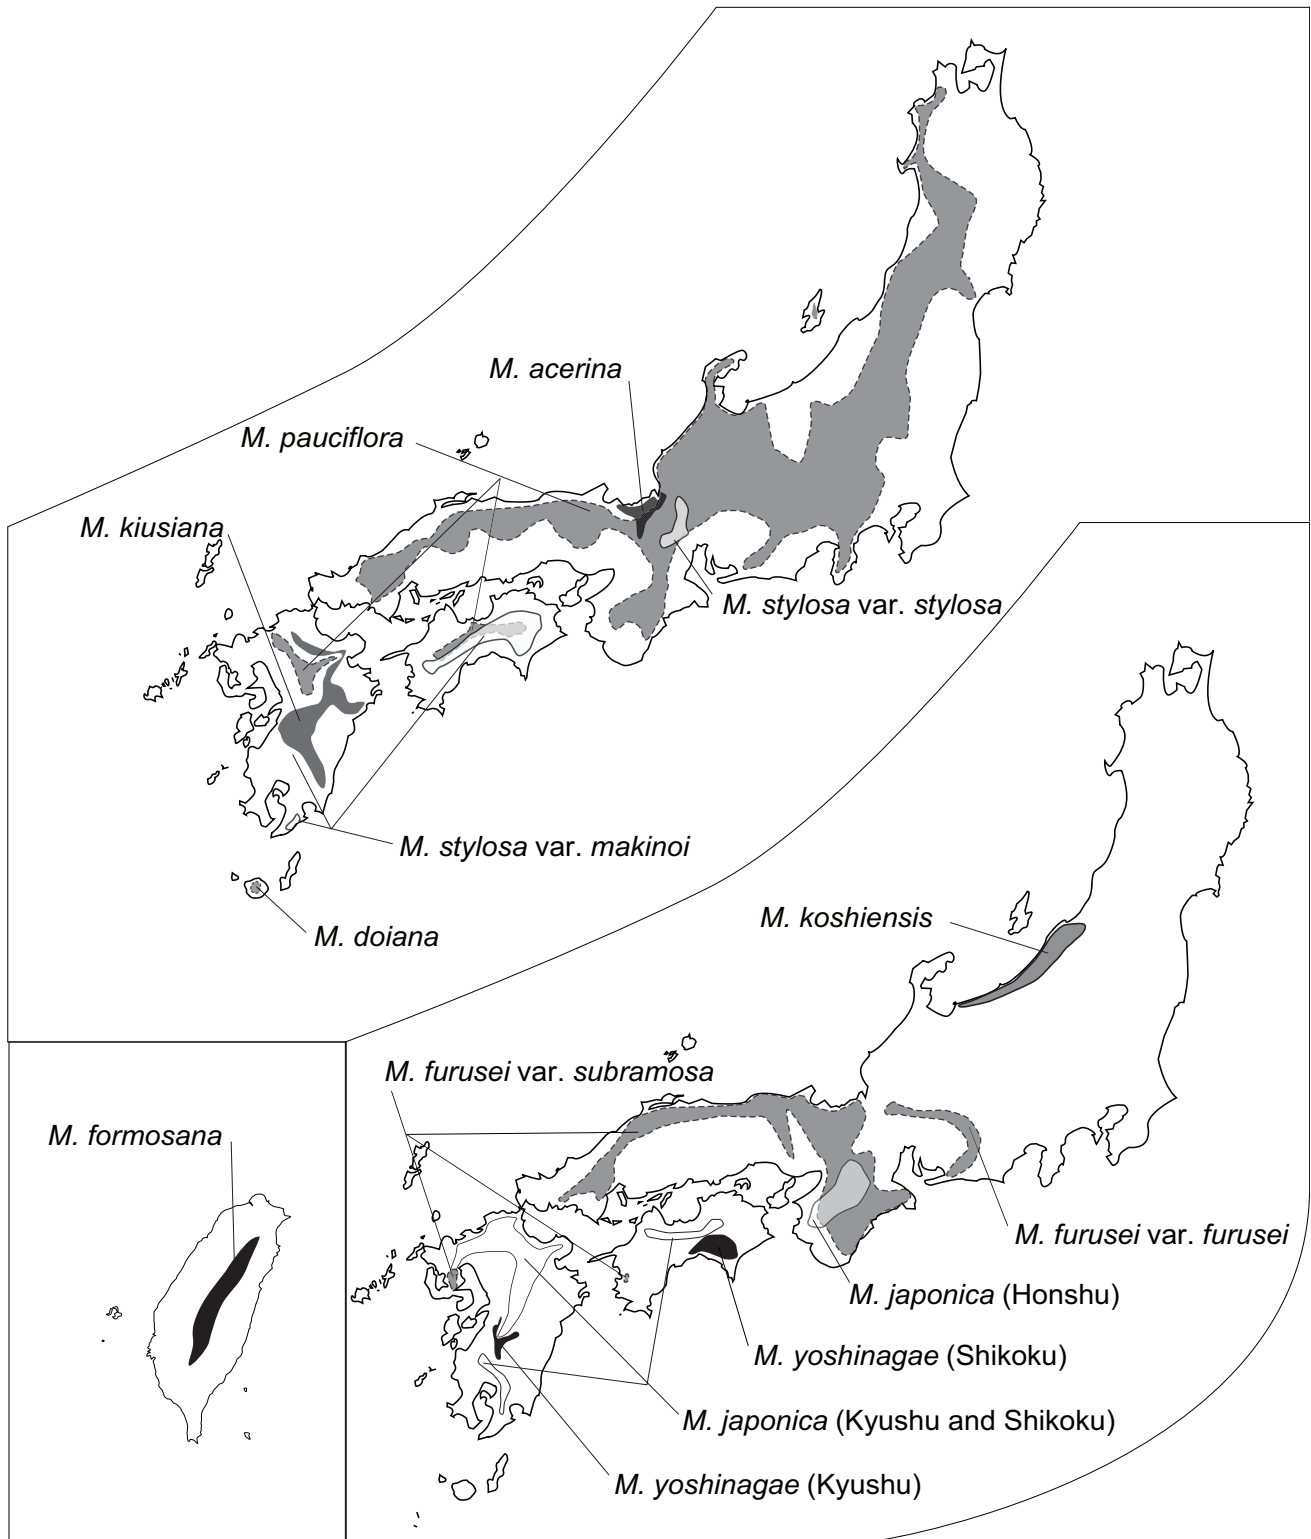 M. acerina
M. pauciflora
M. kiusiana
M. stylosa var. stylosa
M. stylosa var. makinoi
M. doiana
M. koshiensis
M. furusei var. subramosa
M. formosana
M. furusei var. furusei
M. japonica (Honshu)
M. yoshinagae (Shikoku)
M. japonica (Kyushu and Shikoku)
M. yoshinagae (Kyushu)